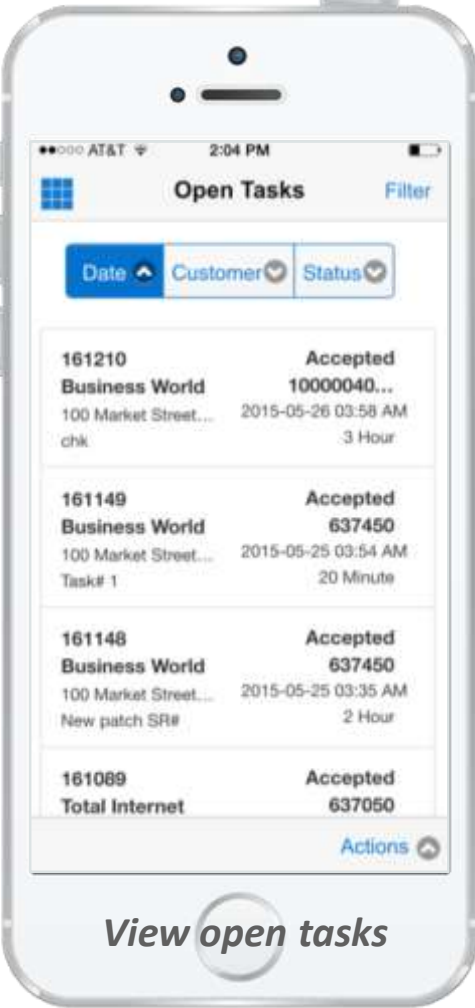 AT&T 2:04 PM
Open Tasks Filter
Date Customer Status
161210 Accepted
Business World 10000040...
100 Market Street... 2015-05-26 03:58 AM
chk 3 Hour
161149 Accepted
Business World 637450
100 Market Street... 2015-05-25 03:54 AM
Task# 1 20 Minute
161148 Accepted
Business World 637450
100 Market Street... 2015-05-25 03:35 AM
New patch SR# 2 Hour
161089 Accepted
Total Internet 637050
Actions
View open tasks